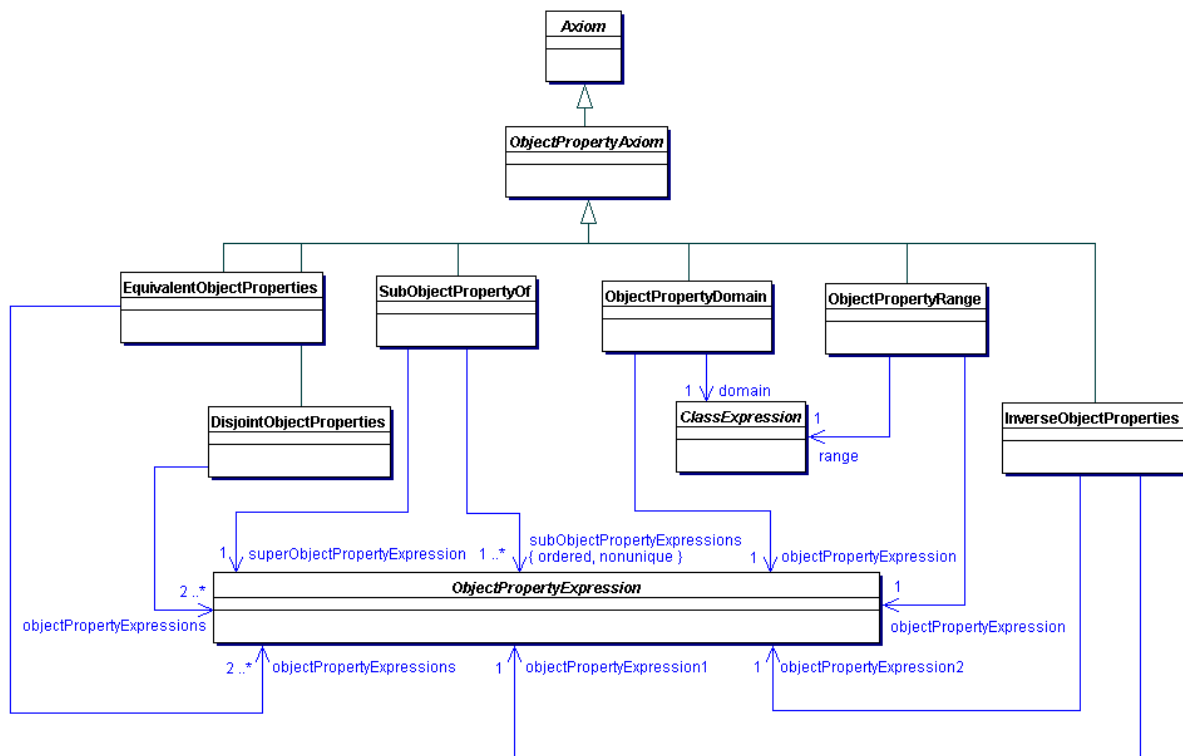 Axiom
ObjectPropertyAxiom
EquivalentObjectProperties
SubObjectPropertyOf
ObjectPropertyDomain
ObjectPropertyRange
1
domain
DisjointObjectProperties
ClassExpression
1
range
InverseObjectProperties
1
superObjectPropertyExpression
1 ..*
subObjectPropertyExpressions
{ ordered, nonunique }
1
objectPropertyExpression
ObjectPropertyExpression
2 ..*
objectPropertyExpressions
1
objectPropertyExpression
2 ..*
objectPropertyExpressions
1
objectPropertyExpression1
1
objectPropertyExpression2